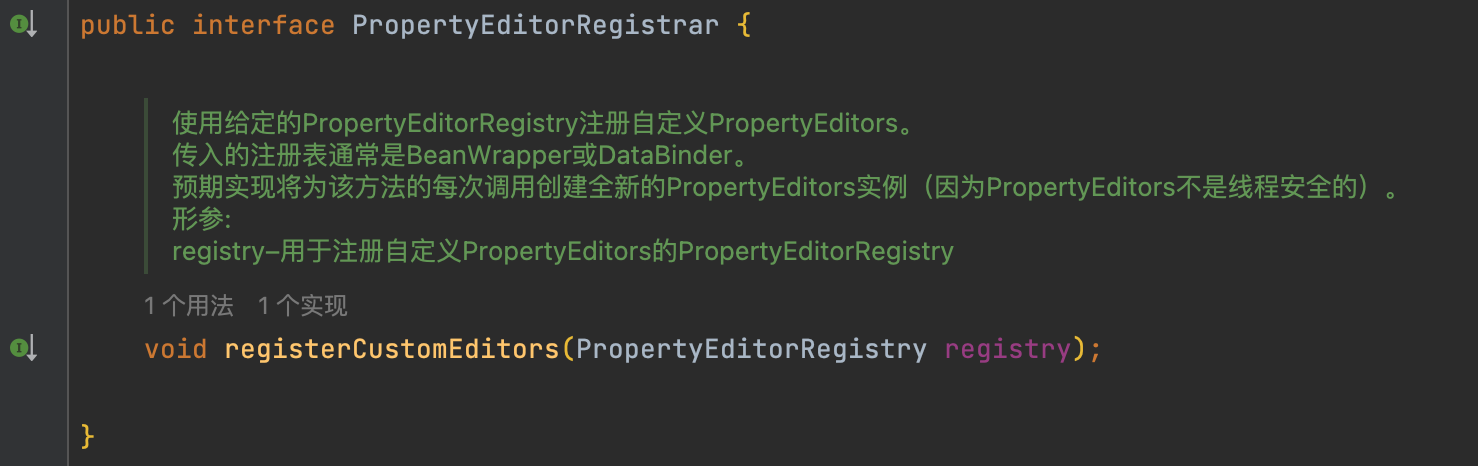 public interface PropertyEditorRegistrar {
使用给定的PropertyEditorRegistry注册自定义PropertyEditors。
传入的注册表通常是BeanWrapper或DataBinder。
预期实现将为该方法的每次调用创建全新的PropertyEditors实例（因为PropertyEditors不是线程安全的）。
形参:
registry–用于注册自定义PropertyEditors的PropertyEditorRegistry
1 个用法 1 个实现
void registerCustomEditors(PropertyEditorRegistry registry);
}